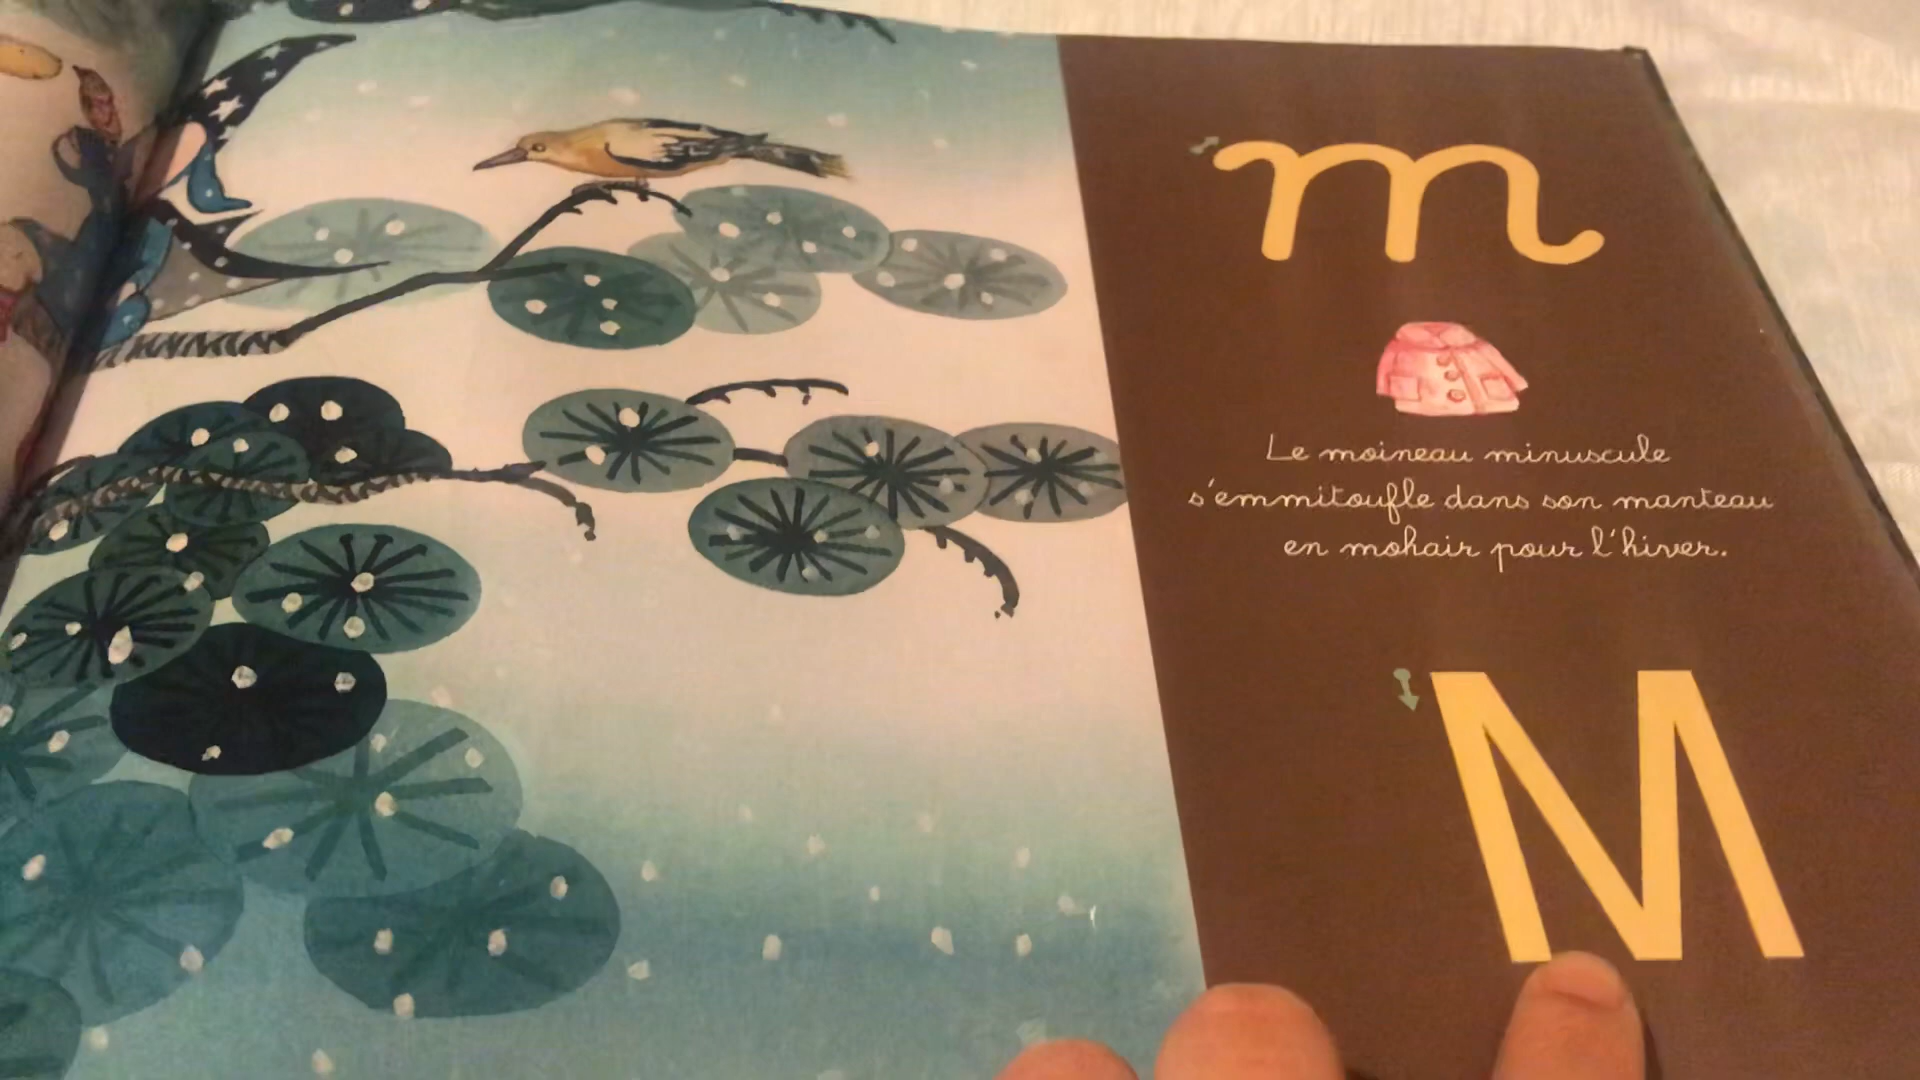 m
Le moineau minuscule
s'emmitoufle dans son manteau
en mohair pour l'hiver.
M